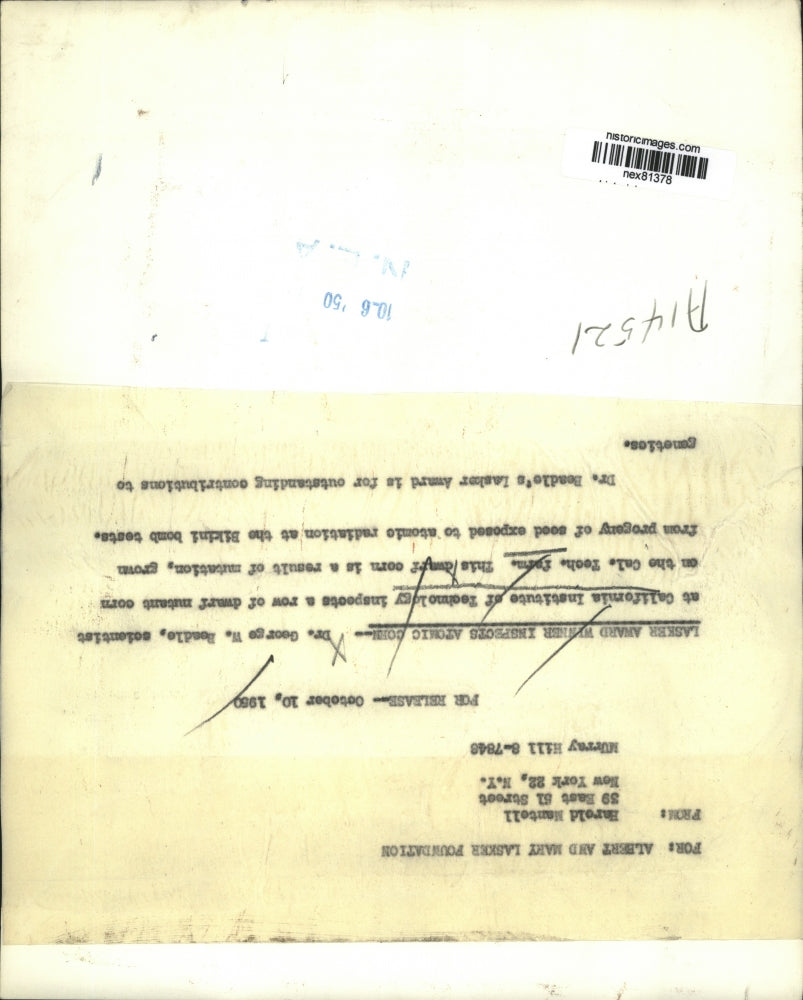 historicimages.com
nex81378
10.6 '50
A14521
FOR: ALBERT AND MARY LASKER FOUNDATION
FROM: Harold Mantell
39 East 51 Street
New York 22, N.Y.
MUrray Hill 8-7848
FOR RELEASE--October 10, 1950
LASKER AWARD WINNER INSPECTS ATOMIC CORN-- Dr. George W. Beadle, scientist
at California Institute of Technology inspects a row of dwarf mutant corn
on the Cal. Tech. farm. This dwarf corn is a result of mutation, grown
from progeny of seed exposed to atomic radiation at the Bikini bomb tests.
Dr. Beadle's Lasker Award is for outstanding contributions to
genetics.